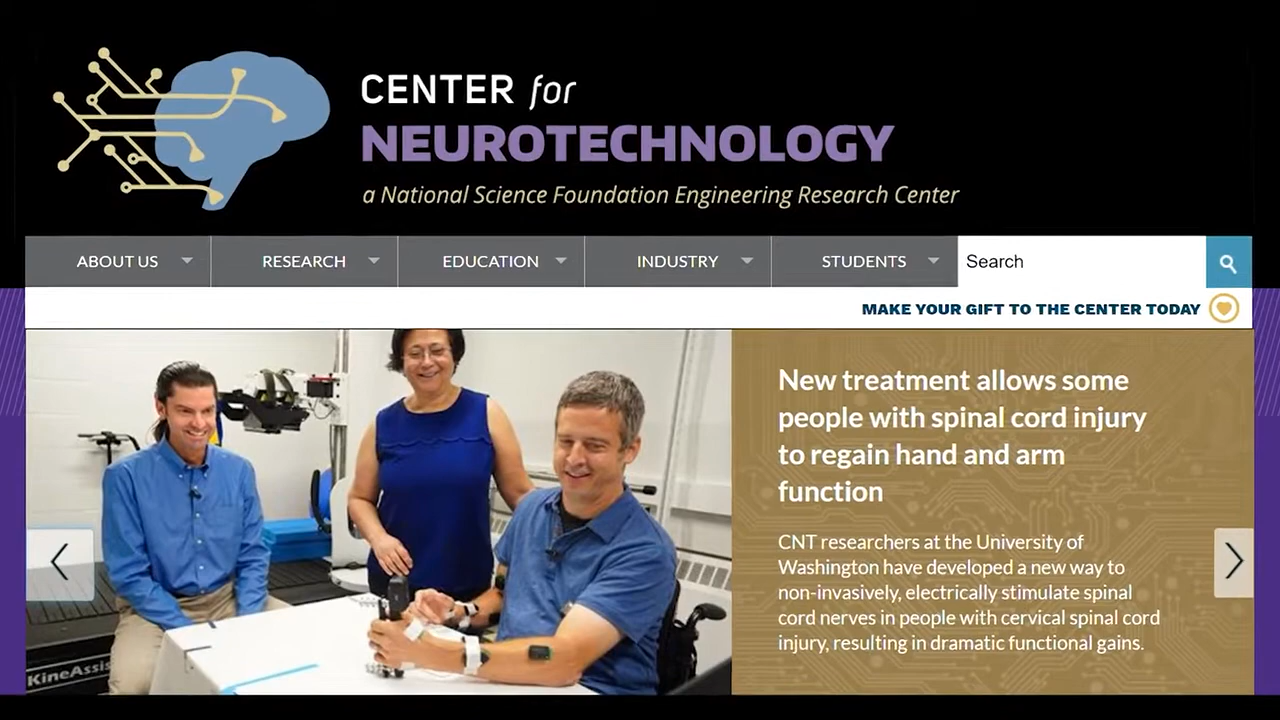 CENTER for
NEUROTECHNOLOGY
a National Science Foundation Engineering Research Center
ABOUT US
RESEARCH
EDUCATION
INDUSTRY
STUDENTS
Search
MAKE YOUR GIFT TO THE CENTER TODAY
New treatment allows some
people with spinal cord injury
to regain hand and arm
function
CNT researchers at the University of
Washington have developed a new way to
non-invasively, electrically stimulate spinal
cord nerves in people with cervical spinal cord
injury, resulting in dramatic functional gains.
KineAssis